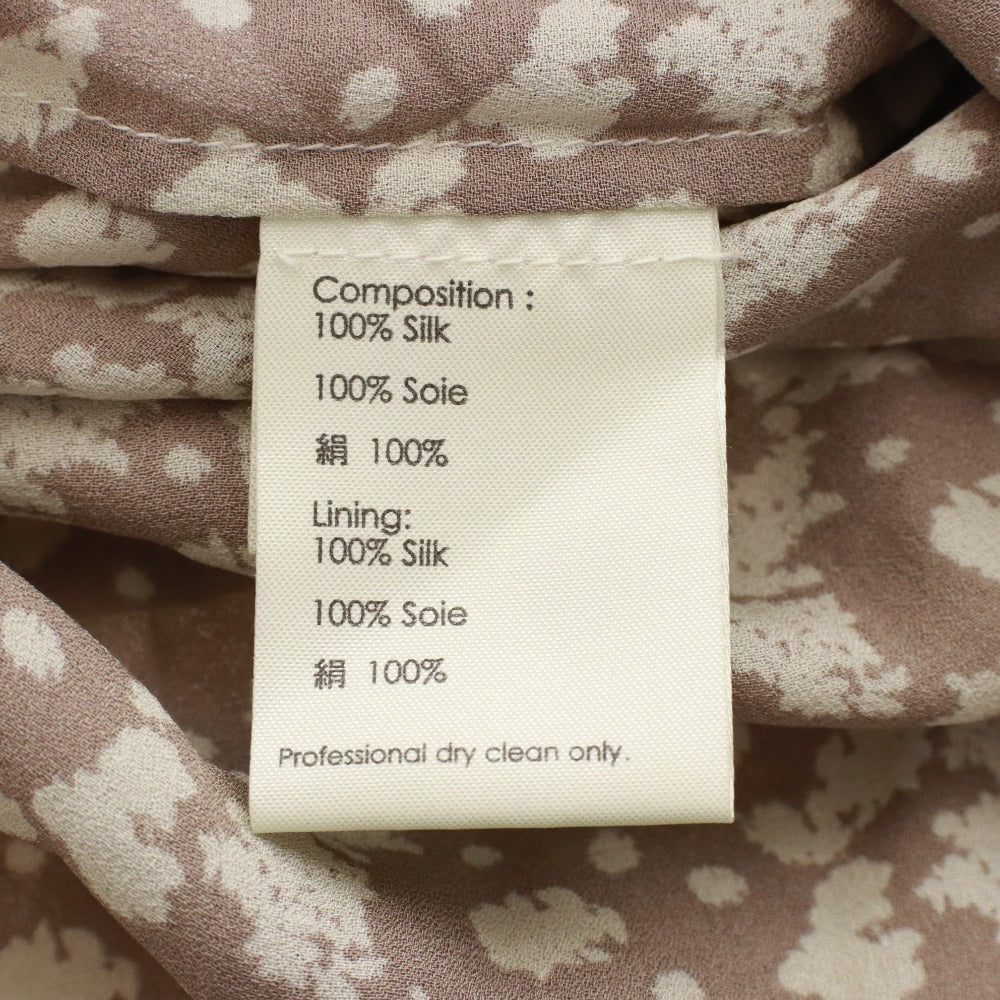 Composition :
100% Silk
100% Soie
絹 100%
Lining:
100% Silk
100% Soie
絹 100%
Professional dry clean only.